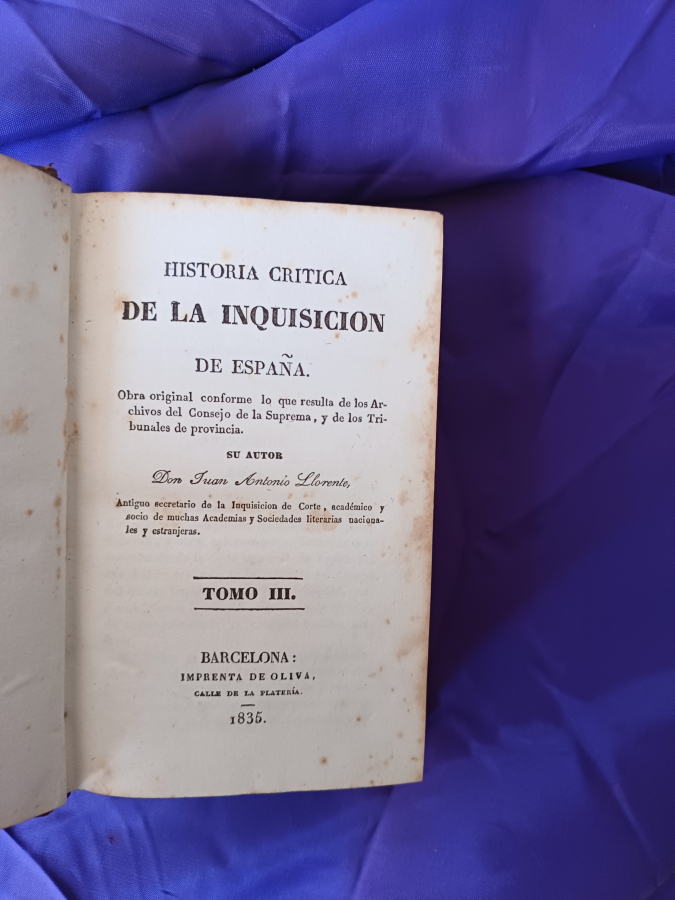 HISTORIA CRITICA
DE LA INQUISICION
DE ESPAÑA.
Obra original conforme lo que resulta de los Ar-
chivos del Consejo de la Suprema, y de los Tri-
bunales de provincia.
SU AUTOR
Don Juan Antonio Llorente,
Antiguo secretario de la Inquisicion de Corte, académico y
socio de muchas Academias y Sociedades literarias naciona-
les y estranjeras.
TOMO III.
BARCELONA:
IMPRENTA DE OLIVA,
CALLE DE LA PLATERÍA.
1835.